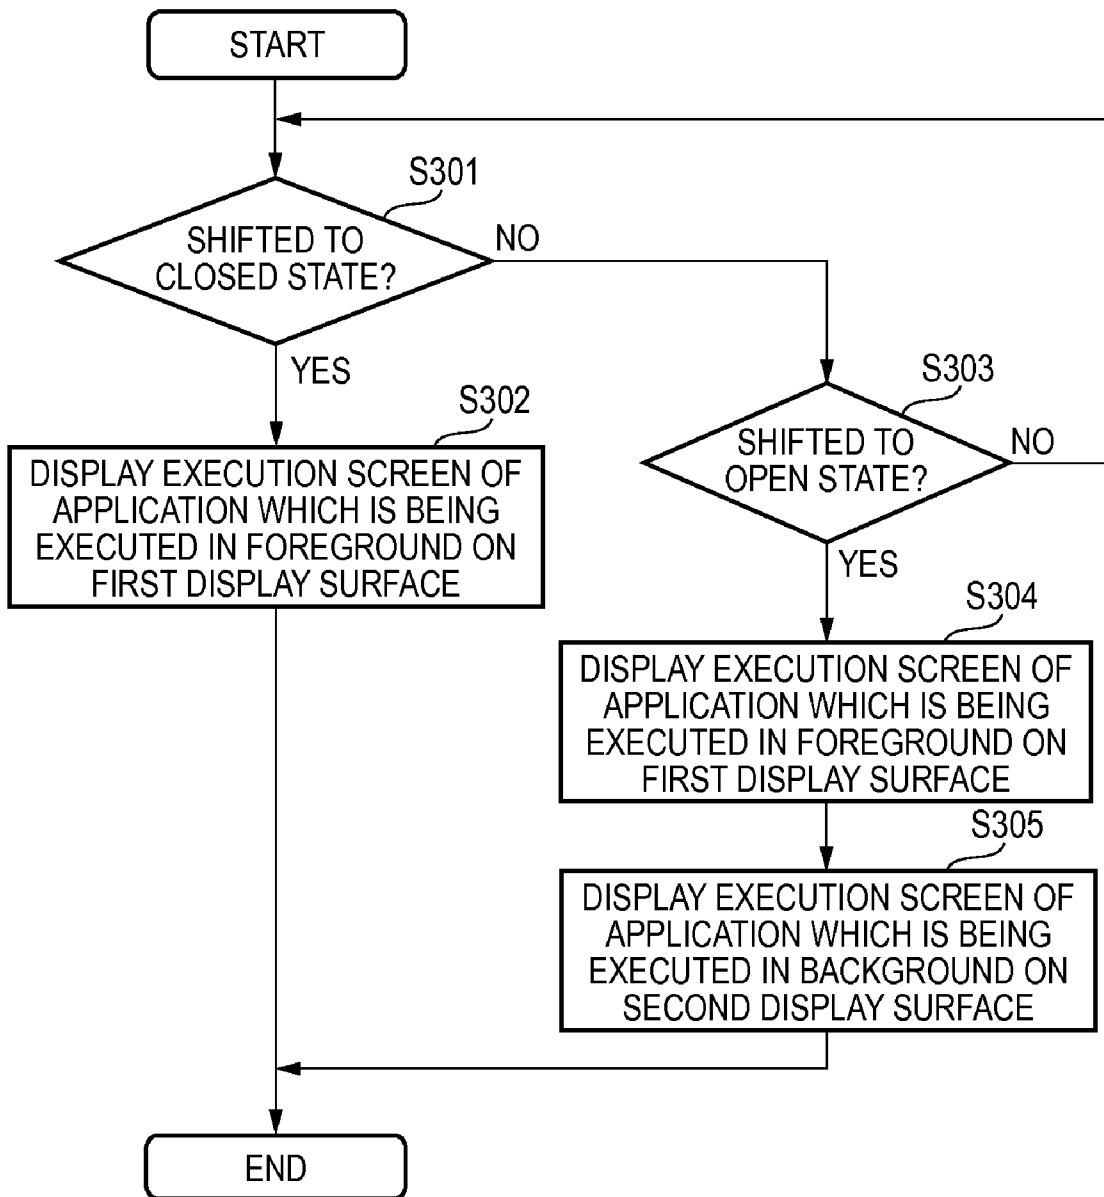 START
S301
SHIFTED TO
CLOSED STATE?
NO
YES
S302
DISPLAY EXECUTION SCREEN OF
APPLICATION WHICH IS BEING
EXECUTED IN FOREGROUND ON
FIRST DISPLAY SURFACE
S303
SHIFTED TO
OPEN STATE?
NO
YES
S304
DISPLAY EXECUTION SCREEN OF
APPLICATION WHICH IS BEING
EXECUTED IN FOREGROUND ON
FIRST DISPLAY SURFACE
S305
DISPLAY EXECUTION SCREEN OF
APPLICATION WHICH IS BEING
EXECUTED IN BACKGROUND ON
SECOND DISPLAY SURFACE
END